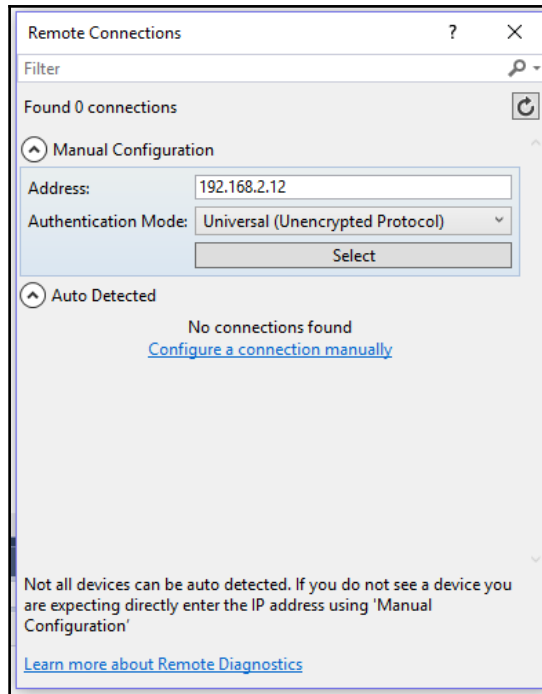 Remote Connections ?
Filter
Found 0 connections
Manual Configuration
Address: 192.168.2.12
Authentication Mode: Universal (Unencrypted Protocol)
Select
Auto Detected
No connections found
Configure a connection manually
Not all devices can be auto detected. If you do not see a device you
are expecting directly enter the IP address using 'Manual
Configuration'
Learn more about Remote Diagnostics